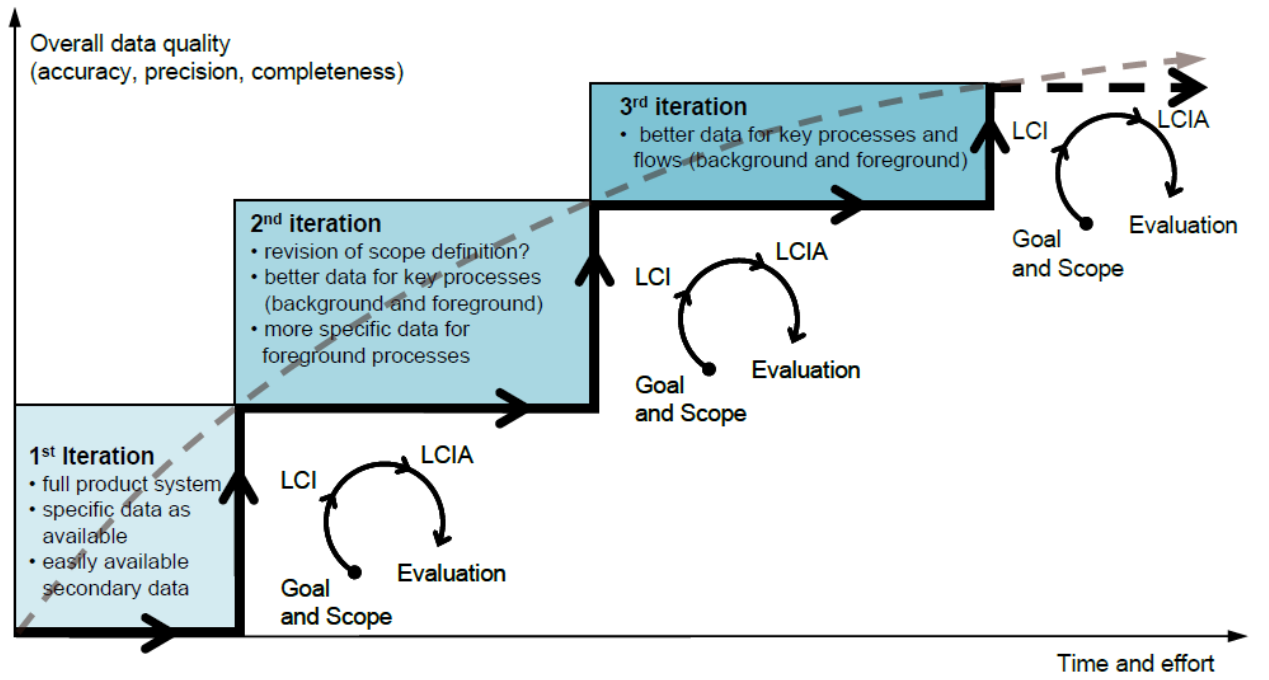 Overall data quality
(accuracy, precision, completeness)
3rd iteration
• better data for key processes and
flows (background and foreground)
LCI
LCIA
Goal
and Scope
Evaluation
2nd iteration
• revision of scope definition?
• better data for key processes
(background and foreground)
• more specific data for
foreground processes
LCI
LCIA
Goal
and Scope
Evaluation
1st Iteration
• full product system
• specific data as
available
• easily available
secondary data
LCI
LCIA
Goal
and Scope
Evaluation
Time and effort